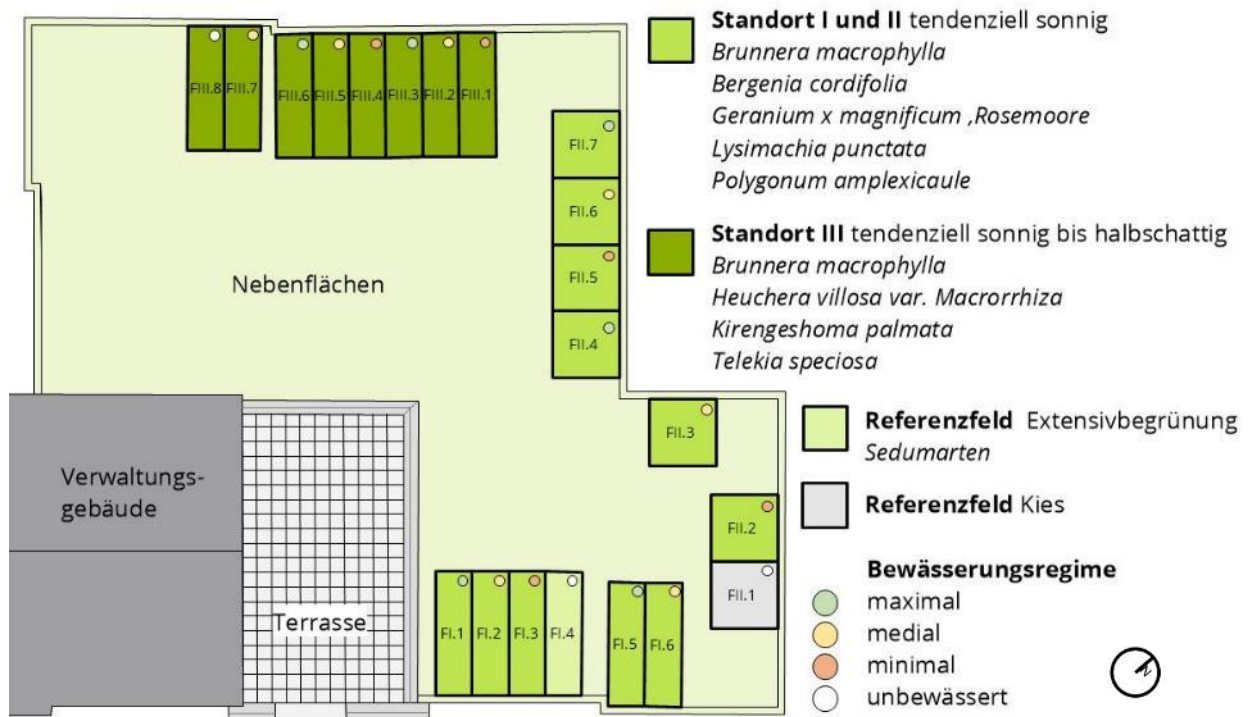 FIII.8 FIII.7 FIII.6 FIII.5 FIII.4 FIII.3 FIII.2 FIII.1
FII.7
FII.6
FII.5
FII.4
FII.3
FII.2
FII.1
Nebenflächen
Verwaltungs-
gebäude
Terrasse
FI.1 FI.2 FI.3 FI.4 FI.5 FI.6
Standort I und II tendenziell sonnig
Brunnera macrophylla
Bergenia cordifolia
Geranium x magnificum ,Rosemoore
Lysimachia punctata
Polygonum amplexicaule
Standort III tendenziell sonnig bis halbschattig
Brunnera macrophylla
Heuchera villosa var. Macrorrhiza
Kirengeshoma palmata
Telekia speciosa
Referenzfeld Extensivbegrünung
Sedumarten
Referenzfeld Kies
Bewässerungsregime
maximal
medial
minimal
unbewässert
N